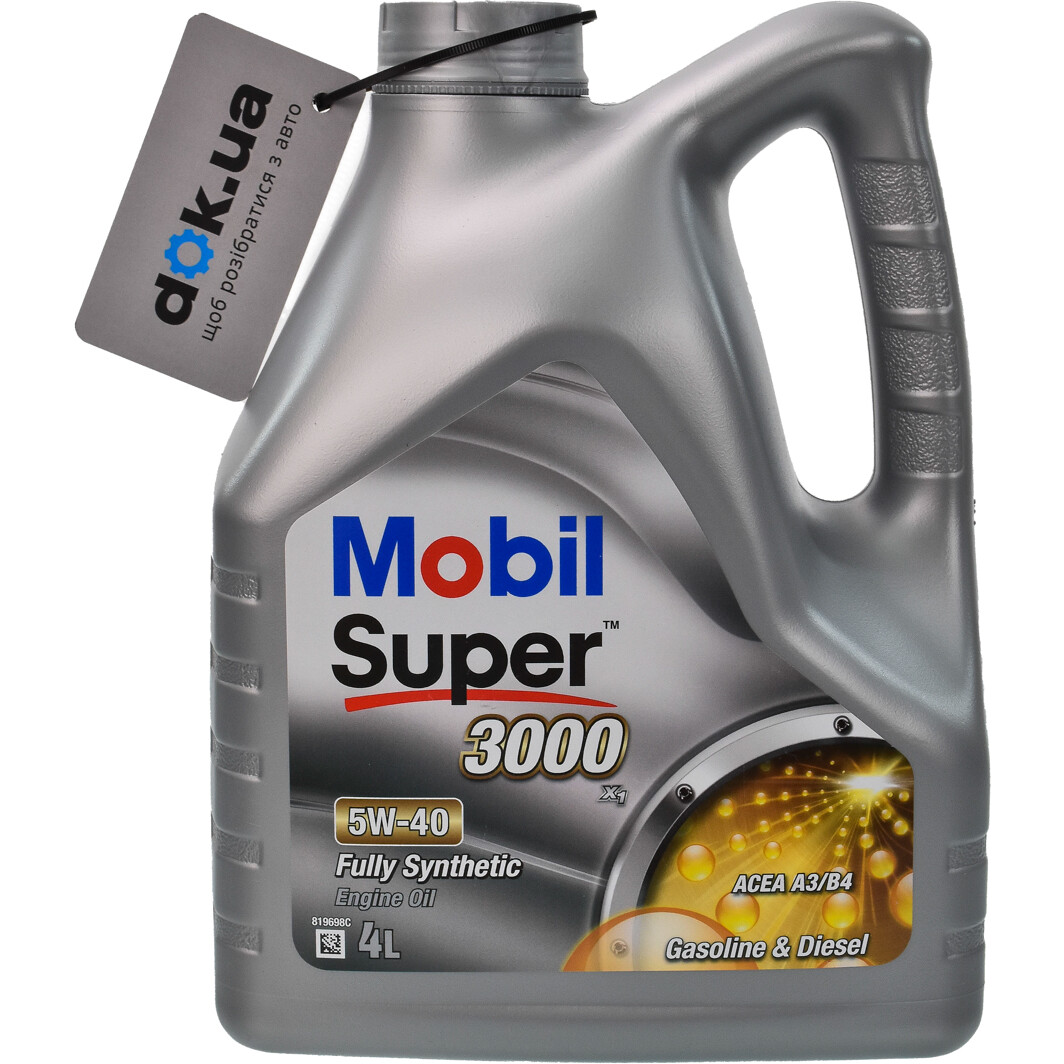 dok.ua
щоб розібратися з авто
Mobil
Super™
3000
X1
5W-40
Fully Synthetic
Engine Oil
819698C
4L
ACEA A3/B4
Gasoline & Diesel